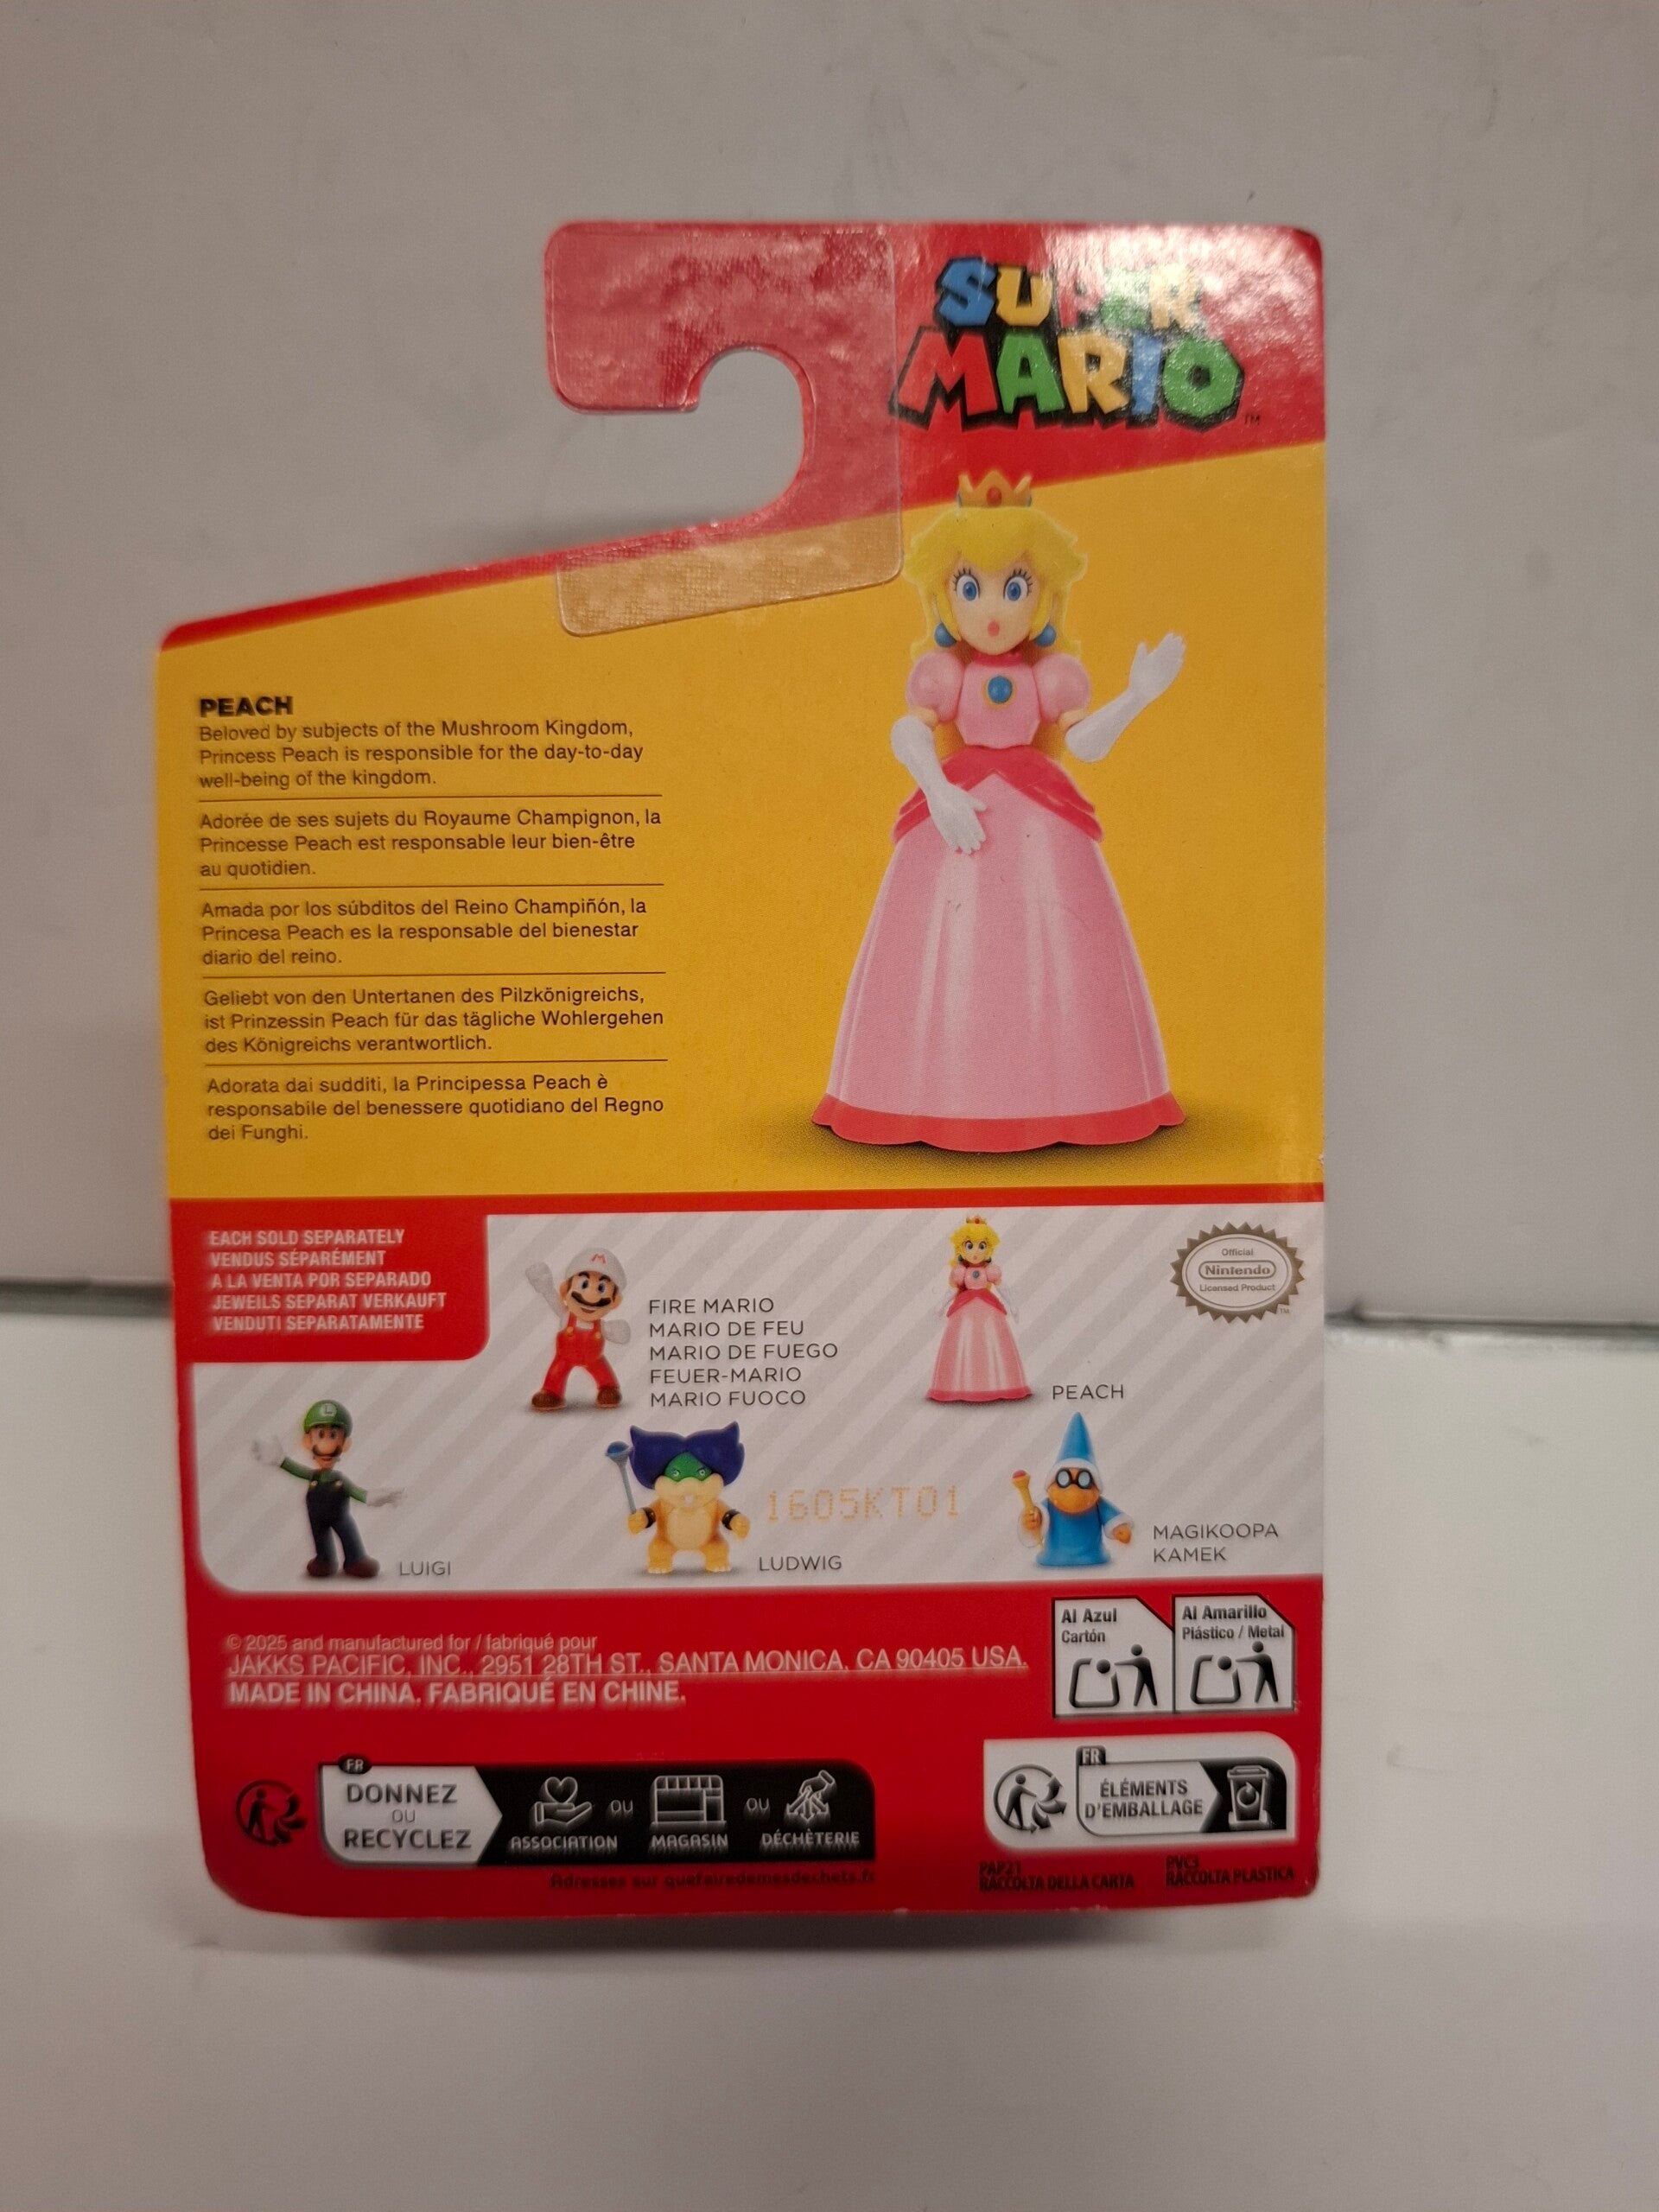 SUPER
MARIO
™
PEACH
Beloved by subjects of the Mushroom Kingdom,
Princess Peach is responsible for the day-to-day
well-being of the kingdom.
Adorée de ses sujets du Royaume Champignon, la
Princesse Peach est responsable leur bien-être
au quotidien.
Amada por los súbditos del Reino Champiñón, la
Princesa Peach es la responsable del bienestar
diario del reino.
Geliebt von den Untertanen des Pilzkönigreichs,
ist Prinzessin Peach für das tägliche Wohlergehen
des Königreichs verantwortlich.
Adorata dai sudditi, la Principessa Peach è
responsabile del benessere quotidiano del Regno
dei Funghi.
EACH SOLD SEPARATELY
VENDUS SÉPARÉMENT
A LA VENTA POR SEPARADO
JEWEILS SEPARAT VERKAUFT
VENDUTI SEPARATAMENTE
M
FIRE MARIO
MARIO DE FEU
MARIO DE FUEGO
FEUER-MARIO
MARIO FUOCO
PEACH
Official
Nintendo
Licensed Product
™
L
LUIGI
1605KT01
LUDWIG
MAGIKOOPA
KAMEK
© 2025 and manufactured for / fabriqué pour
JAKKS PACIFIC, INC., 2951 28TH ST., SANTA MONICA, CA 90405 USA.
MADE IN CHINA. FABRIQUÉ EN CHINE.
Al Azul
Cartón
Al Amarillo
Plástico / Metal
FR
DONNEZ
OU
RECYCLEZ
ASSOCIATION
OU
MAGASIN
OU
DÉCHÈTERIE
Adresses sur quefairedemesdechets.fr
FR
ÉLÉMENTS
D'EMBALLAGE
PAP21
RACCOLTA DELLA CARTA
PVC3
RACCOLTA PLASTICA